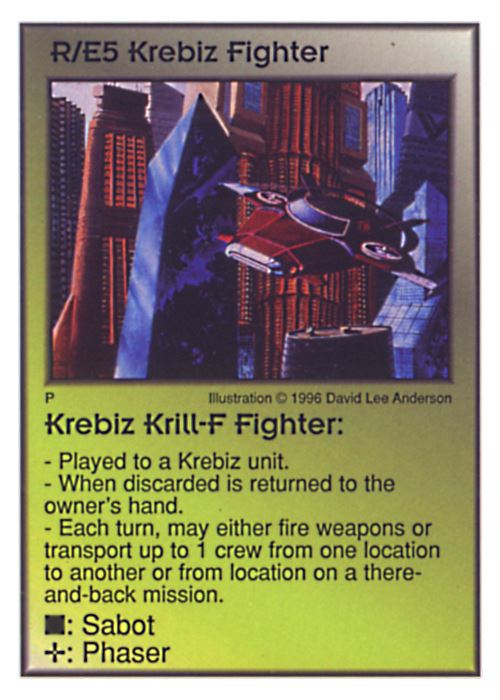 R/E5 Krebiz Fighter
P
Illustration © 1996 David Lee Anderson
Krebiz Krill-F Fighter:
- Played to a Krebiz unit.
- When discarded is returned to the
owner's hand.
- Each turn, may either fire weapons or
transport up to 1 crew from one location
to another or from location on a there-
and-back mission.
■: Sabot
✛: Phaser